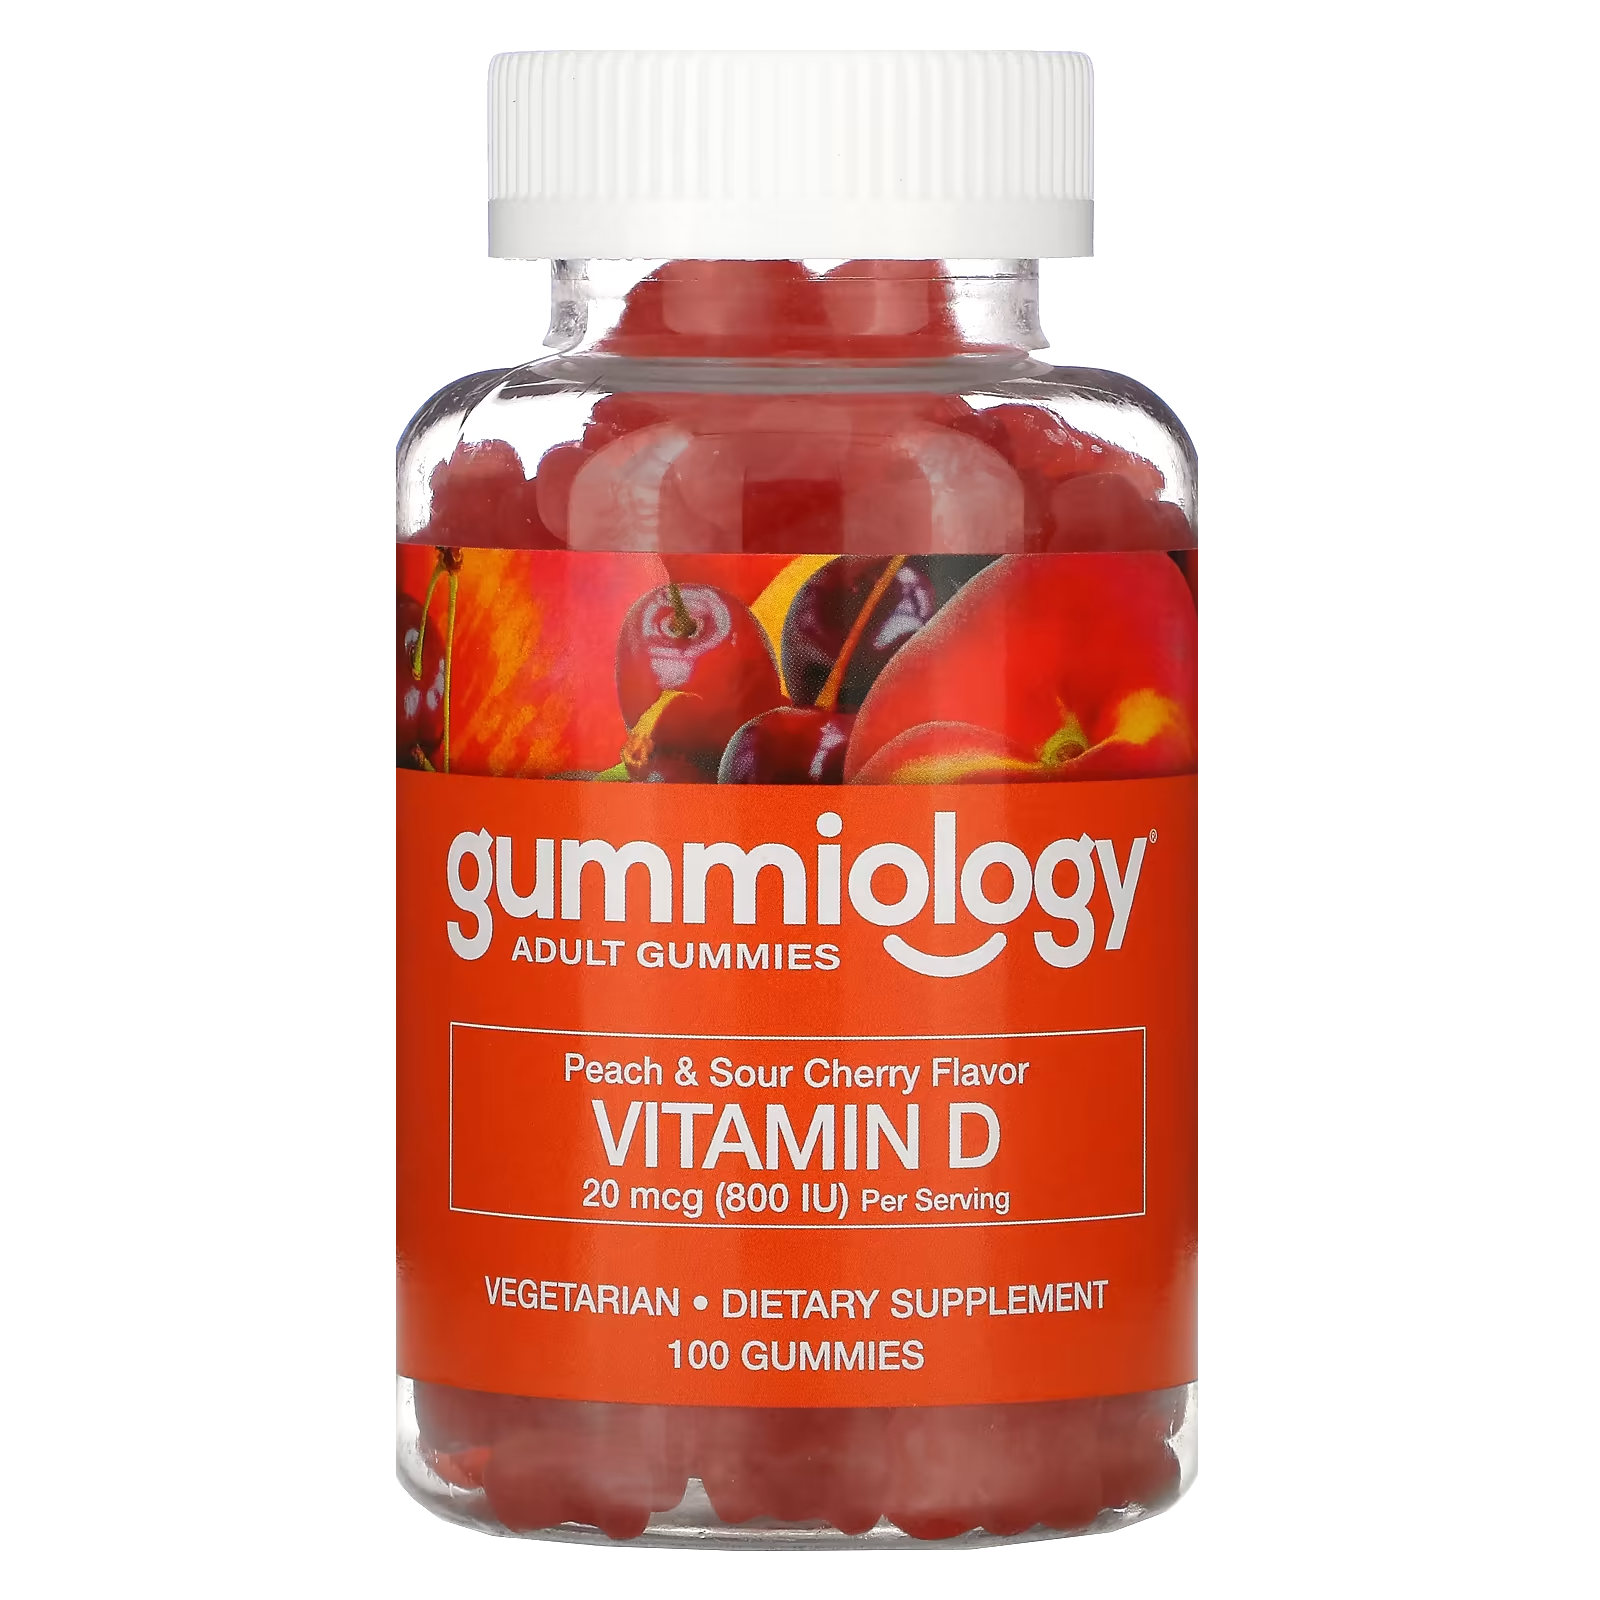 gummiology®
ADULT GUMMIES
Peach & Sour Cherry Flavor
VITAMIN D
20 mcg (800 IU) Per Serving
VEGETARIAN • DIETARY SUPPLEMENT
100 GUMMIES